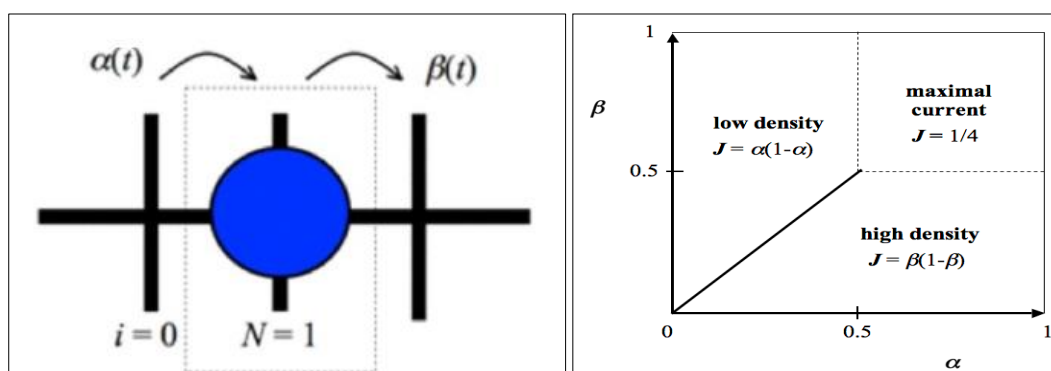 α(t)
β(t)
i = 0
N = 1
1
β
0.5
low density
J = α(1-α)
maximal
current
J = 1/4
high density
J = β(1-β)
0
0.5
1
α